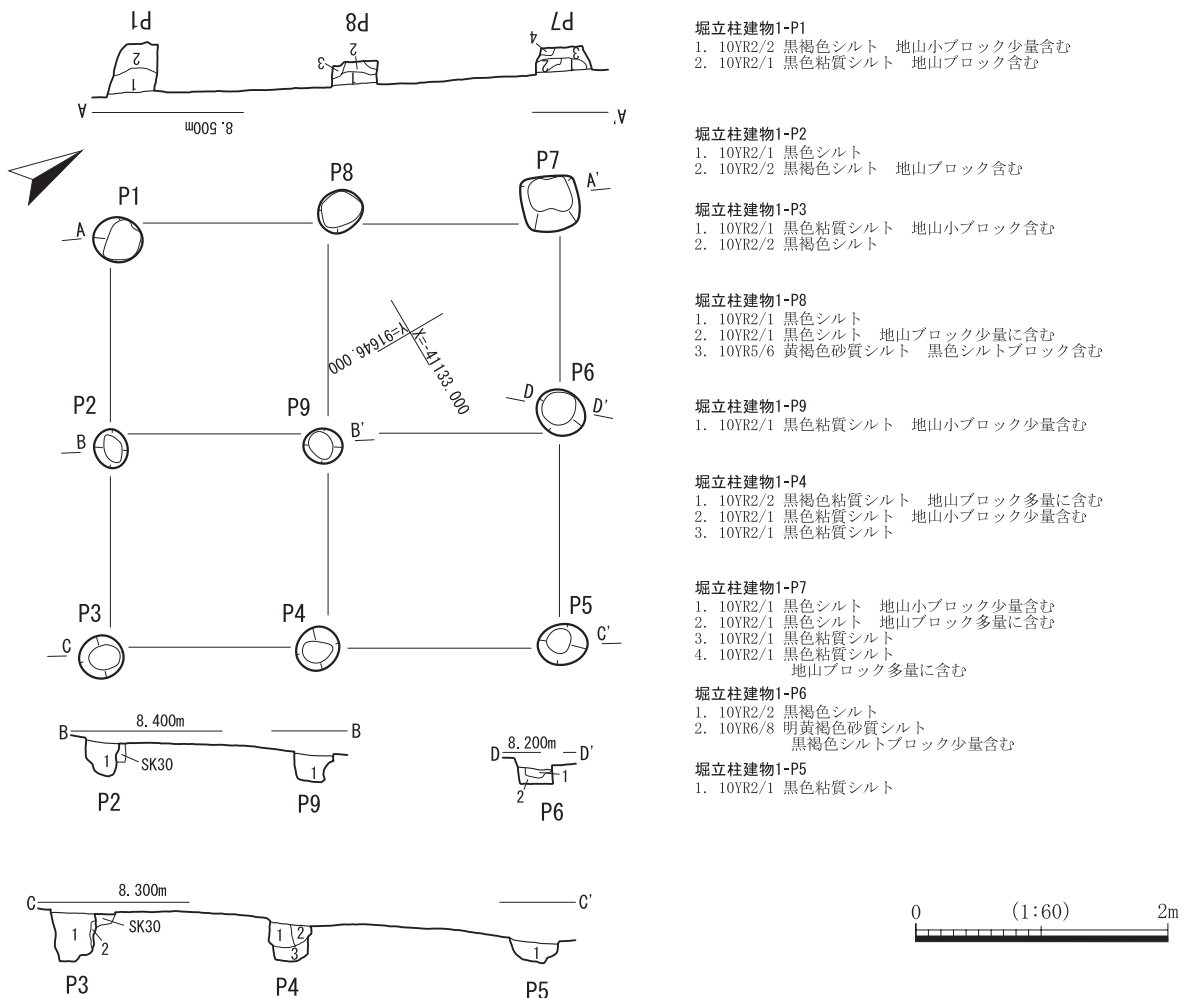 P1
P8
P7
2
1
3
2
1
4
3
2
1
A
8.500m
A'
P1
P8
P7
A
A'
Y=-91646.000
X=-41133.000
P2
P9
P6
B
B'
D
D'
P3
P4
P5
C
C'
B
8.400m
B
1
SK30
P2
1
P9
D
8.200m
D'
1
2
P6
C
8.300m
C'
1
2
SK30
P3
1
2
3
P4
1
P5
堀立柱建物1-P1
1. 10YR2/2 黒褐色シルト 地山小ブロック少量含む
2. 10YR2/1 黒色粘質シルト 地山ブロック含む
堀立柱建物1-P2
1. 10YR2/1 黒色シルト
2. 10YR2/2 黒褐色シルト 地山ブロック含む
堀立柱建物1-P3
1. 10YR2/1 黒色粘質シルト 地山小ブロック含む
2. 10YR2/2 黒褐色シルト
堀立柱建物1-P8
1. 10YR2/1 黒色シルト
2. 10YR2/1 黒色シルト 地山ブロック少量に含む
3. 10YR5/6 黄褐色砂質シルト 黒色シルトブロック含む
堀立柱建物1-P9
1. 10YR2/1 黒色粘質シルト 地山小ブロック少量含む
堀立柱建物1-P4
1. 10YR2/2 黒褐色粘質シルト 地山ブロック多量に含む
2. 10YR2/1 黒色粘質シルト 地山小ブロック少量含む
3. 10YR2/1 黒色粘質シルト
堀立柱建物1-P7
1. 10YR2/1 黒色シルト 地山小ブロック少量含む
2. 10YR2/1 黒色シルト 地山ブロック多量に含む
3. 10YR2/1 黒色粘質シルト
4. 10YR2/1 黒色粘質シルト
地山ブロック多量に含む
堀立柱建物1-P6
1. 10YR2/2 黒褐色シルト
2. 10YR6/8 明黄褐色砂質シルト
黒褐色シルトブロック少量含む
堀立柱建物1-P5
1. 10YR2/1 黒色粘質シルト
0 (1:60) 2m